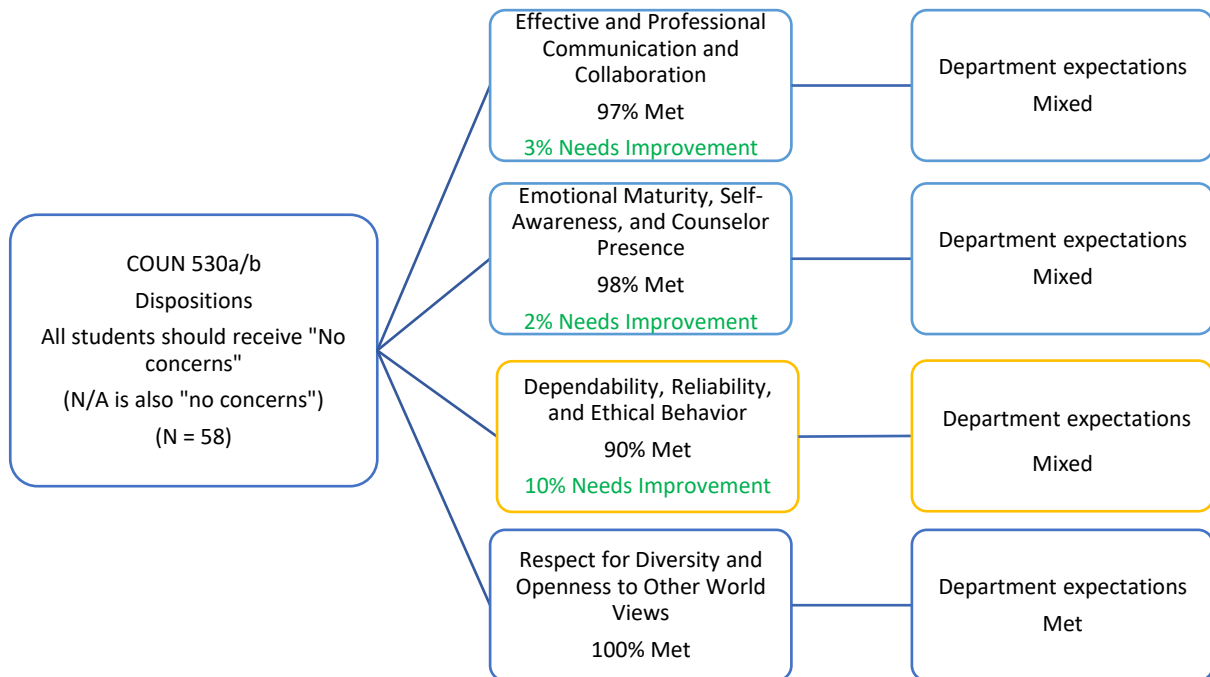 COUN 530a/b
Dispositions
All students should receive "No
concerns"
(N/A is also "no concerns")
(N = 58)
Effective and Professional
Communication and
Collaboration
97% Met
3% Needs Improvement
Department expectations
Mixed
Emotional Maturity, Self-
Awareness, and Counselor
Presence
98% Met
2% Needs Improvement
Department expectations
Mixed
Dependability, Reliability,
and Ethical Behavior
90% Met
10% Needs Improvement
Department expectations
Mixed
Respect for Diversity and
Openness to Other World
Views
100% Met
Department expectations
Met